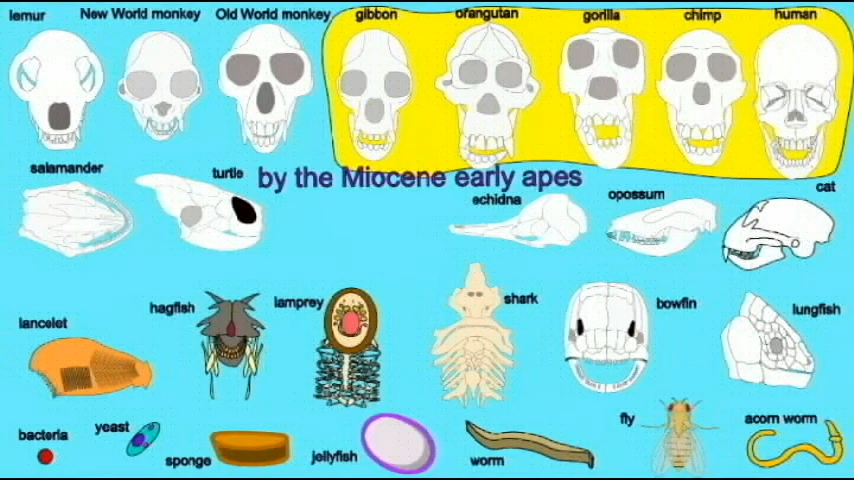 lemur New World monkey Old World monkey gibbon orangutan gorilla chimp human
salamander turtle by the Miocene early apes echidna opossum cat
lancelet hagfish lamprey shark bowfin lungfish
bacteria yeast sponge jellyfish worm fly acorn worm